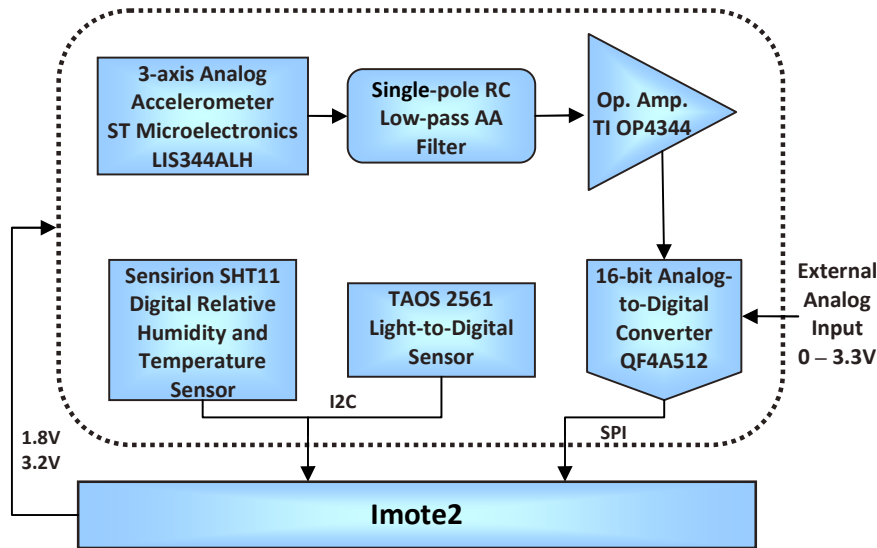 3-axis Analog
Accelerometer
ST Microelectronics
LIS344ALH
Single-pole RC
Low-pass AA
Filter
Op. Amp.
TI OP4344
Sensirion SHT11
Digital Relative
Humidity and
Temperature
Sensor
TAOS 2561
Light-to-Digital
Sensor
16-bit Analog-
to-Digital
Converter
QF4A512
External
Analog
Input
0 – 3.3V
I2C
SPI
1.8V
3.2V
Imote2